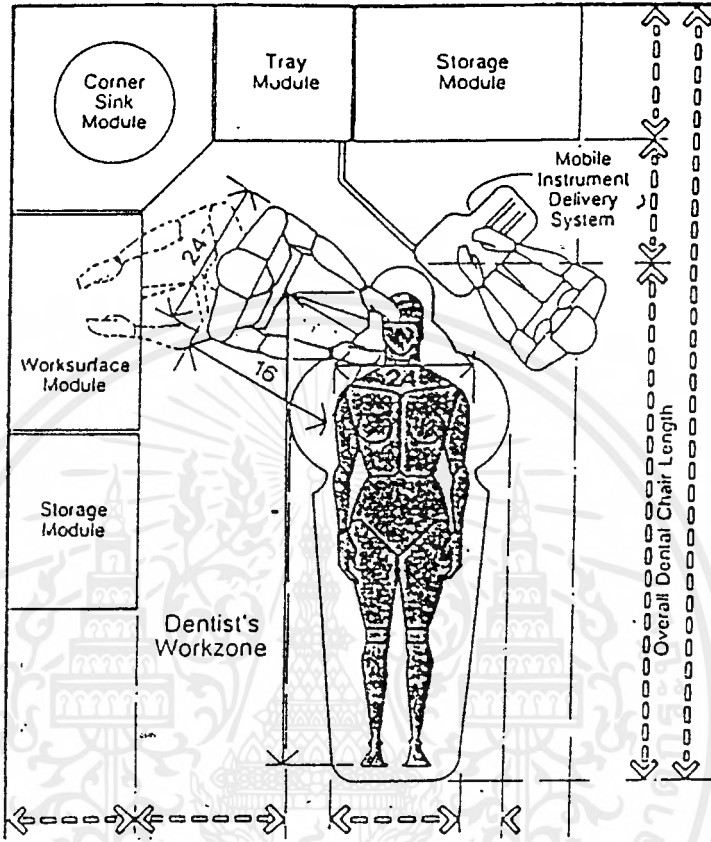 Corner
Sink
Module
Tray
Module
Storage
Module
Mobile
Instrument
Delivery
System
24
16
24
Worksurface
Module
Storage
Module
Dentist's
Workzone
Overall Dental Chair Length